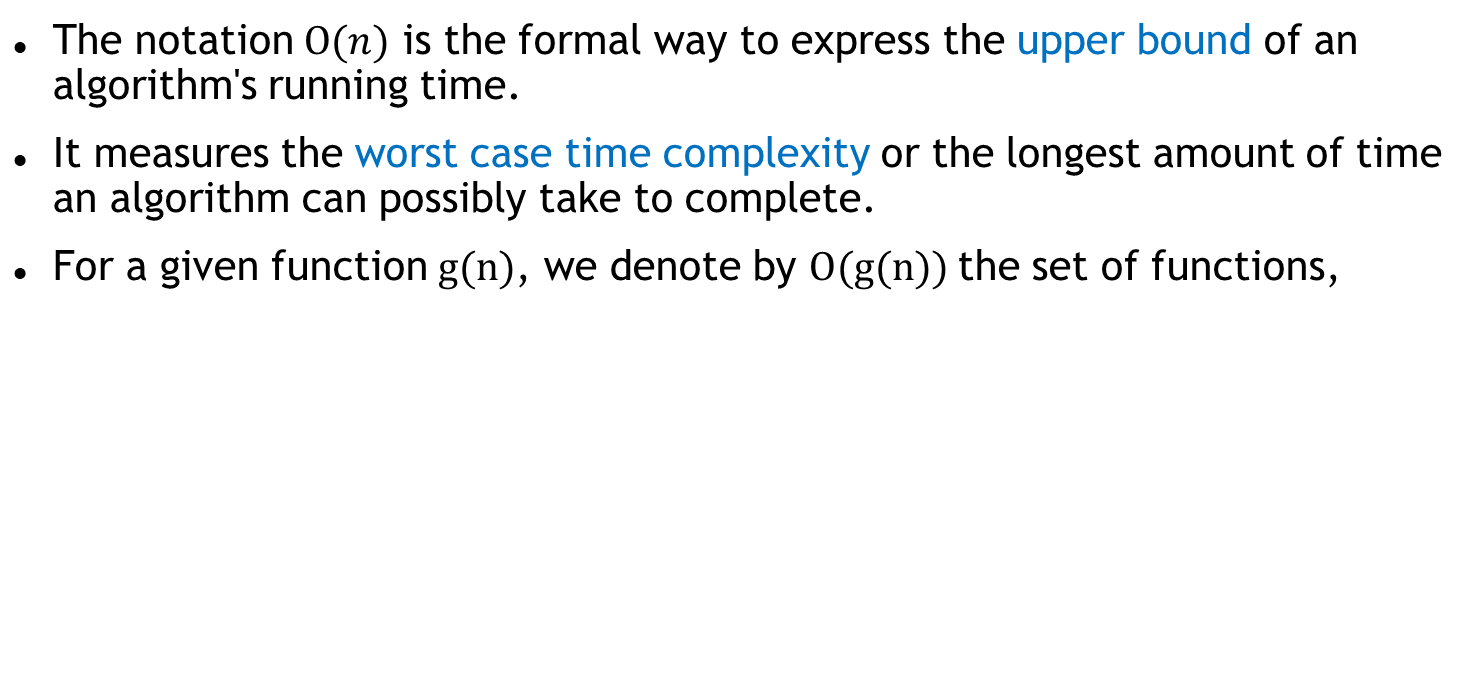 • The notation O(n) is the formal way to express the upper bound of an
algorithm's running time.
• It measures the worst case time complexity or the longest amount of time
an algorithm can possibly take to complete.
• For a given function g(n), we denote by O(g(n)) the set of functions,